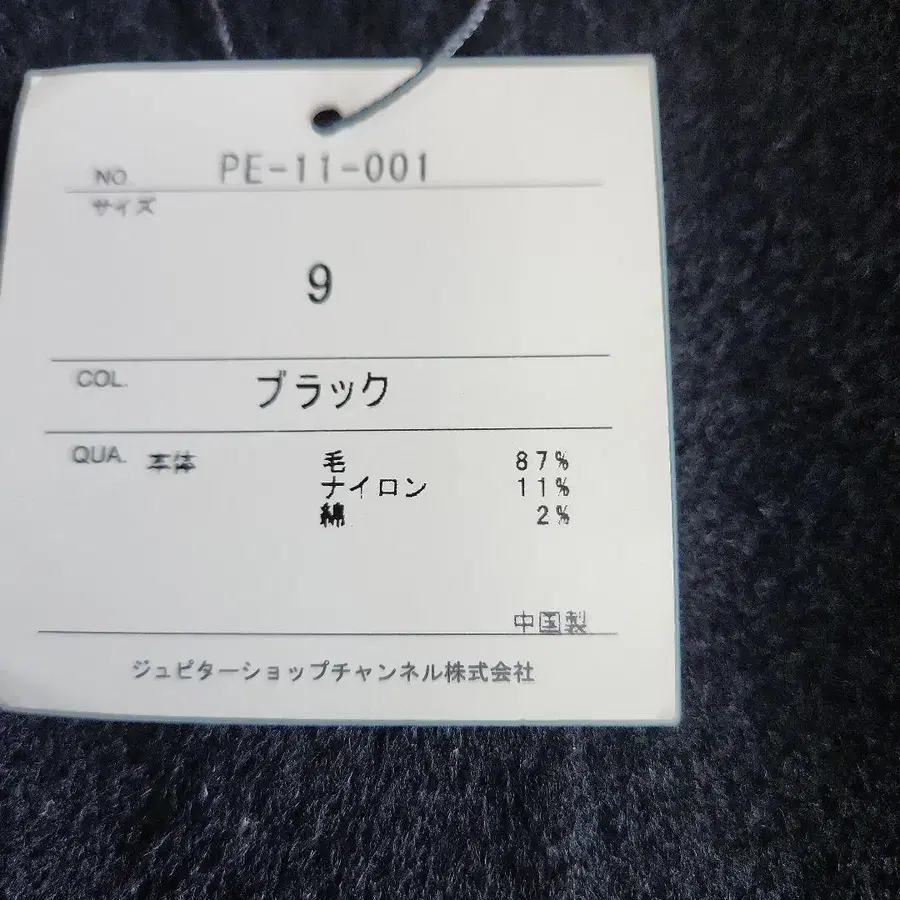 NO. PE-11-001
サイズ
9
COL. ブラック
QUA. 本体 毛 87%
ナイロン 11%
綿 2%
中国製
ジュピターショップチャンネル株式会社